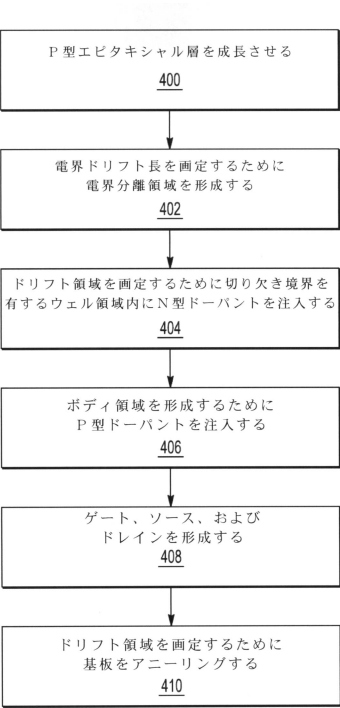 P型エピタキシャル層を成長させる
400
電界ドリフト長を画定するために
電界分離領域を形成する
402
ドリフト領域を画定するために切り欠き境界を
有するウェル領域内にN型ドーパントを注入する
404
ボディ領域を形成するために
P型ドーパントを注入する
406
ゲート、ソース、および
ドレインを形成する
408
ドリフト領域を画定するために
基板をアニーリングする
410